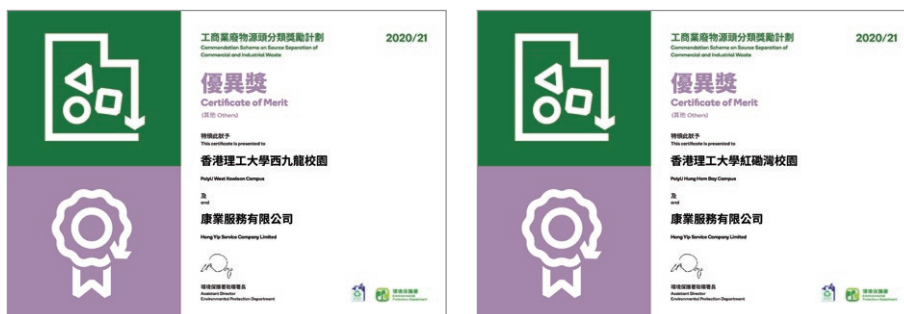 工商業廢物源頭分類獎勵計劃
2020/21
Commendation Scheme on Source Separation of
Commercial and Industrial Waste
優異獎
Certificate of Merit
(其他 Others)
特頒此狀予
This certificate is presented to
香港理工大學西九龍校園
PolyU West Kowloon Campus
及
and
康業服務有限公司
Hong Yip Service Company Limited
環境保護署助理署長
Assistant Director
Environmental Protection Department
環境保護署
Environmental
Protection Department
工商業廢物源頭分類獎勵計劃
2020/21
Commendation Scheme on Source Separation of
Commercial and Industrial Waste
優異獎
Certificate of Merit
(其他 Others)
特頒此狀予
This certificate is presented to
香港理工大學紅磡灣校園
PolyU Hung Hom Bay Campus
及
and
康業服務有限公司
Hong Yip Service Company Limited
環境保護署助理署長
Assistant Director
Environmental Protection Department
環境保護署
Environmental
Protection Department